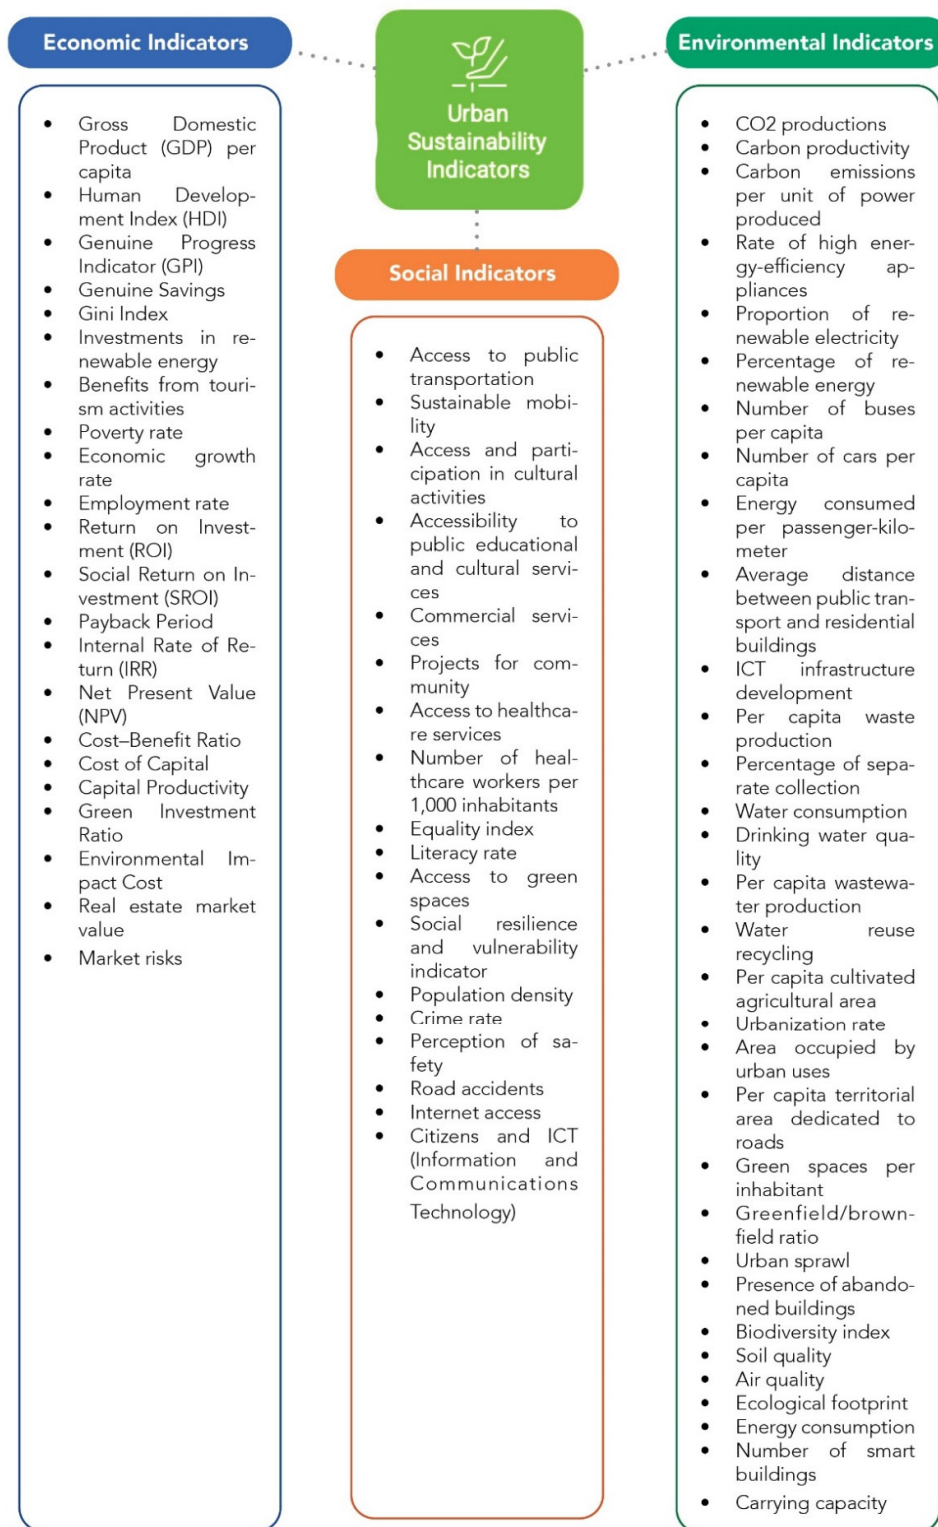 Economic Indicators
Urban
Sustainability
Indicators
Environmental Indicators
Social Indicators
• Gross Domestic
Product (GDP) per
capita
• Human Develop-
ment Index (HDI)
• Genuine Progress
Indicator (GPI)
• Genuine Savings
• Gini Index
• Investments in re-
newable energy
• Benefits from touri-
sm activities
• Poverty rate
• Economic growth
rate
• Employment rate
• Return on Invest-
ment (ROI)
• Social Return on In-
vestment (SROI)
• Payback Period
• Internal Rate of Re-
turn (IRR)
• Net Present Value
(NPV)
• Cost–Benefit Ratio
• Cost of Capital
• Capital Productivity
• Green Investment
Ratio
• Environmental Im-
pact Cost
• Real estate market
value
• Market risks
• Access to public
transportation
• Sustainable mobi-
lity
• Access and parti-
cipation in cultural
activities
• Accessibility to
public educational
and cultural servi-
ces
• Commercial servi-
ces
• Projects for com-
munity
• Access to healthca-
re services
• Number of heal-
thcare workers per
1,000 inhabitants
• Equality index
• Literacy rate
• Access to green
spaces
• Social resilience
and vulnerability
indicator
• Population density
• Crime rate
• Perception of sa-
fety
• Road accidents
• Internet access
• Citizens and ICT
(Information and
Communications
Technology)
• CO2 productions
• Carbon productivity
• Carbon emissions
per unit of power
produced
• Rate of high ener-
gy-efficiency ap-
pliances
• Proportion of re-
newable electricity
• Percentage of re-
newable energy
• Number of buses
per capita
• Number of cars per
capita
• Energy consumed
per passenger-kilo-
meter
• Average distance
between public tran-
sport and residential
buildings
• ICT infrastructure
development
• Per capita waste
production
• Percentage of sepa-
rate collection
• Water consumption
• Drinking water qua-
lity
• Per capita wastewa-
ter production
• Water reuse
recycling
• Per capita cultivated
agricultural area
• Urbanization rate
• Area occupied by
urban uses
• Per capita territorial
area dedicated to
roads
• Green spaces per
inhabitant
• Greenfield/brown-
field ratio
• Urban sprawl
• Presence of abando-
ned buildings
• Biodiversity index
• Soil quality
• Air quality
• Ecological footprint
• Energy consumption
• Number of smart
buildings
• Carrying capacity